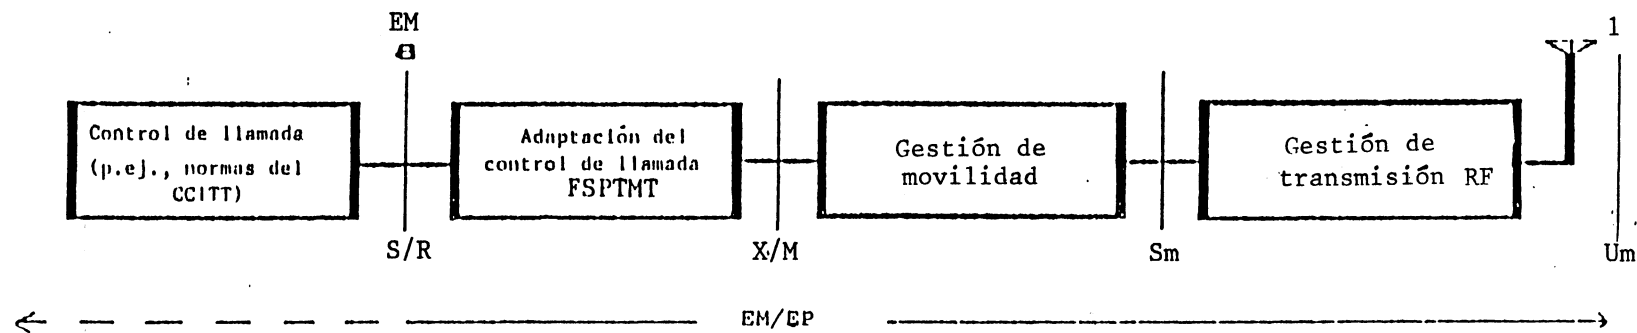 EM
1
Control de llamada
(p.ej., normas del
CCITT)
Adaptación del
control de llamada
FSPTMT
Gestión de
movilidad
Gestión de
transmisión RF
S/R
X/M
Sm
Um
EM/EP